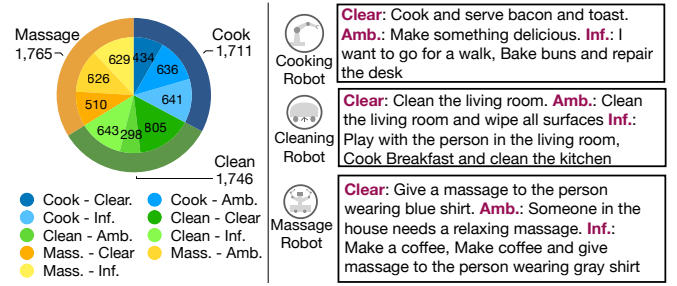 Massage
1,765
Cook
1,711
434
636
641
805
298
643
510
626
629
Clean
1,746
Cook - Clear.
Cook - Amb.
Cook - Inf.
Clean - Clear
Clean - Amb.
Clean - Inf.
Mass. - Clear
Mass. - Amb.
Mass. - Inf.
Cooking
Robot
Clear: Cook and serve bacon and toast.
Amb.: Make something delicious. Inf.: I
want to go for a walk, Bake buns and repair
the desk
Cleaning
Robot
Clear: Clean the living room. Amb.: Clean
the living room and wipe all surfaces Inf.:
Play with the person in the living room,
Cook Breakfast and clean the kitchen
Massage
Robot
Clear: Give a massage to the person
wearing blue shirt. Amb.: Someone in the
house needs a relaxing massage. Inf.:
Make a coffee, Make coffee and give
massage to the person wearing gray shirt